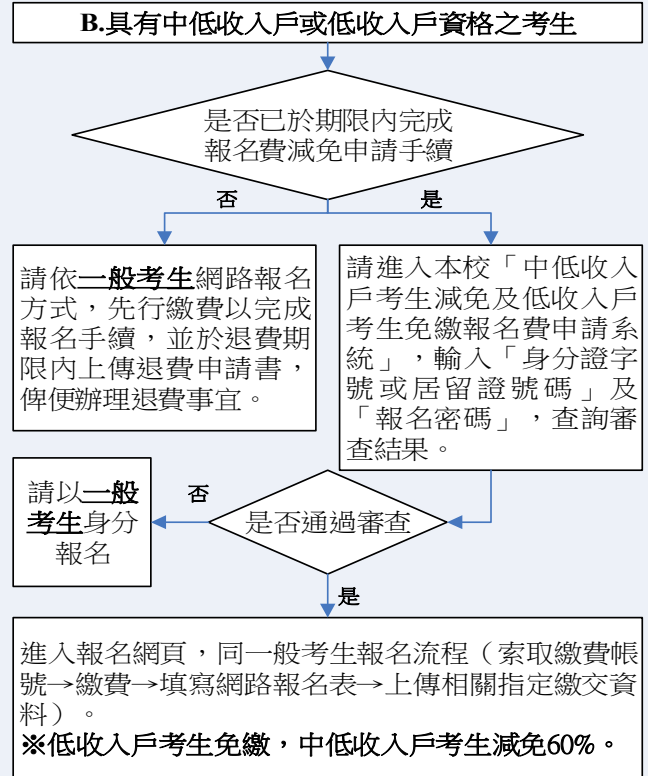 B.具有中低收入戶或低收入戶資格之考生
是否已於期限內完成
報名費減免申請手續
否
是
請依一般考生網路報名
方式，先行繳費以完成
報名手續，並於退費期
限內上傳退費申請書，
俾便辦理退費事宜。
請進入本校「中低收入
戶考生減免及低收入戶
考生免繳報名費申請系
統」，輸入「身分證字
號或居留證號碼」及
「報名密碼」，查詢審
查結果。
是否通過審查
否
請以一般
考生身分
報名
是
進入報名網頁，同一般考生報名流程（索取繳費帳
號→繳費→填寫網路報名表→上傳相關指定繳交資
料）。
※低收入戶考生免繳，中低收入戶考生減免60%。